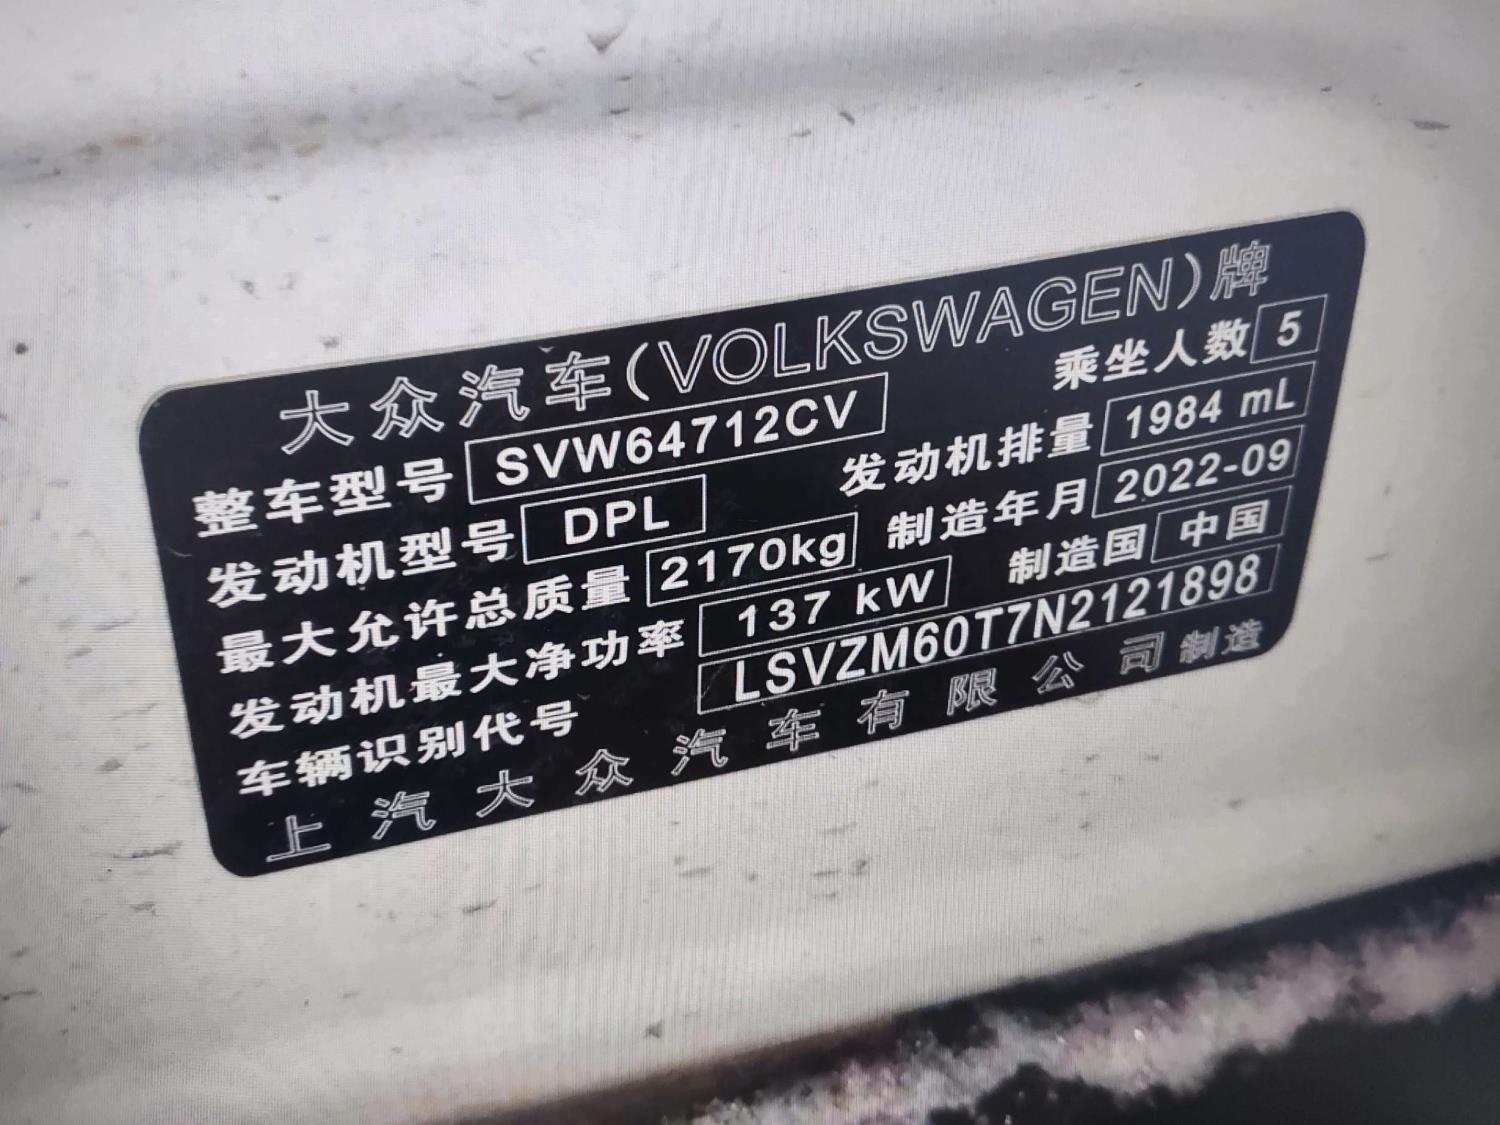 大众汽车(VOLKSWAGEN)牌
整车型号 SVW64712CV 乘坐人数 5
发动机型号 DPL 发动机排量 1984 mL
最大允许总质量 2170kg 制造年月 2022-09
发动机最大净功率 137 kW 制造国 中国
车辆识别代号 LSVZM60T7N2121898
上汽大众汽车有限公司制造